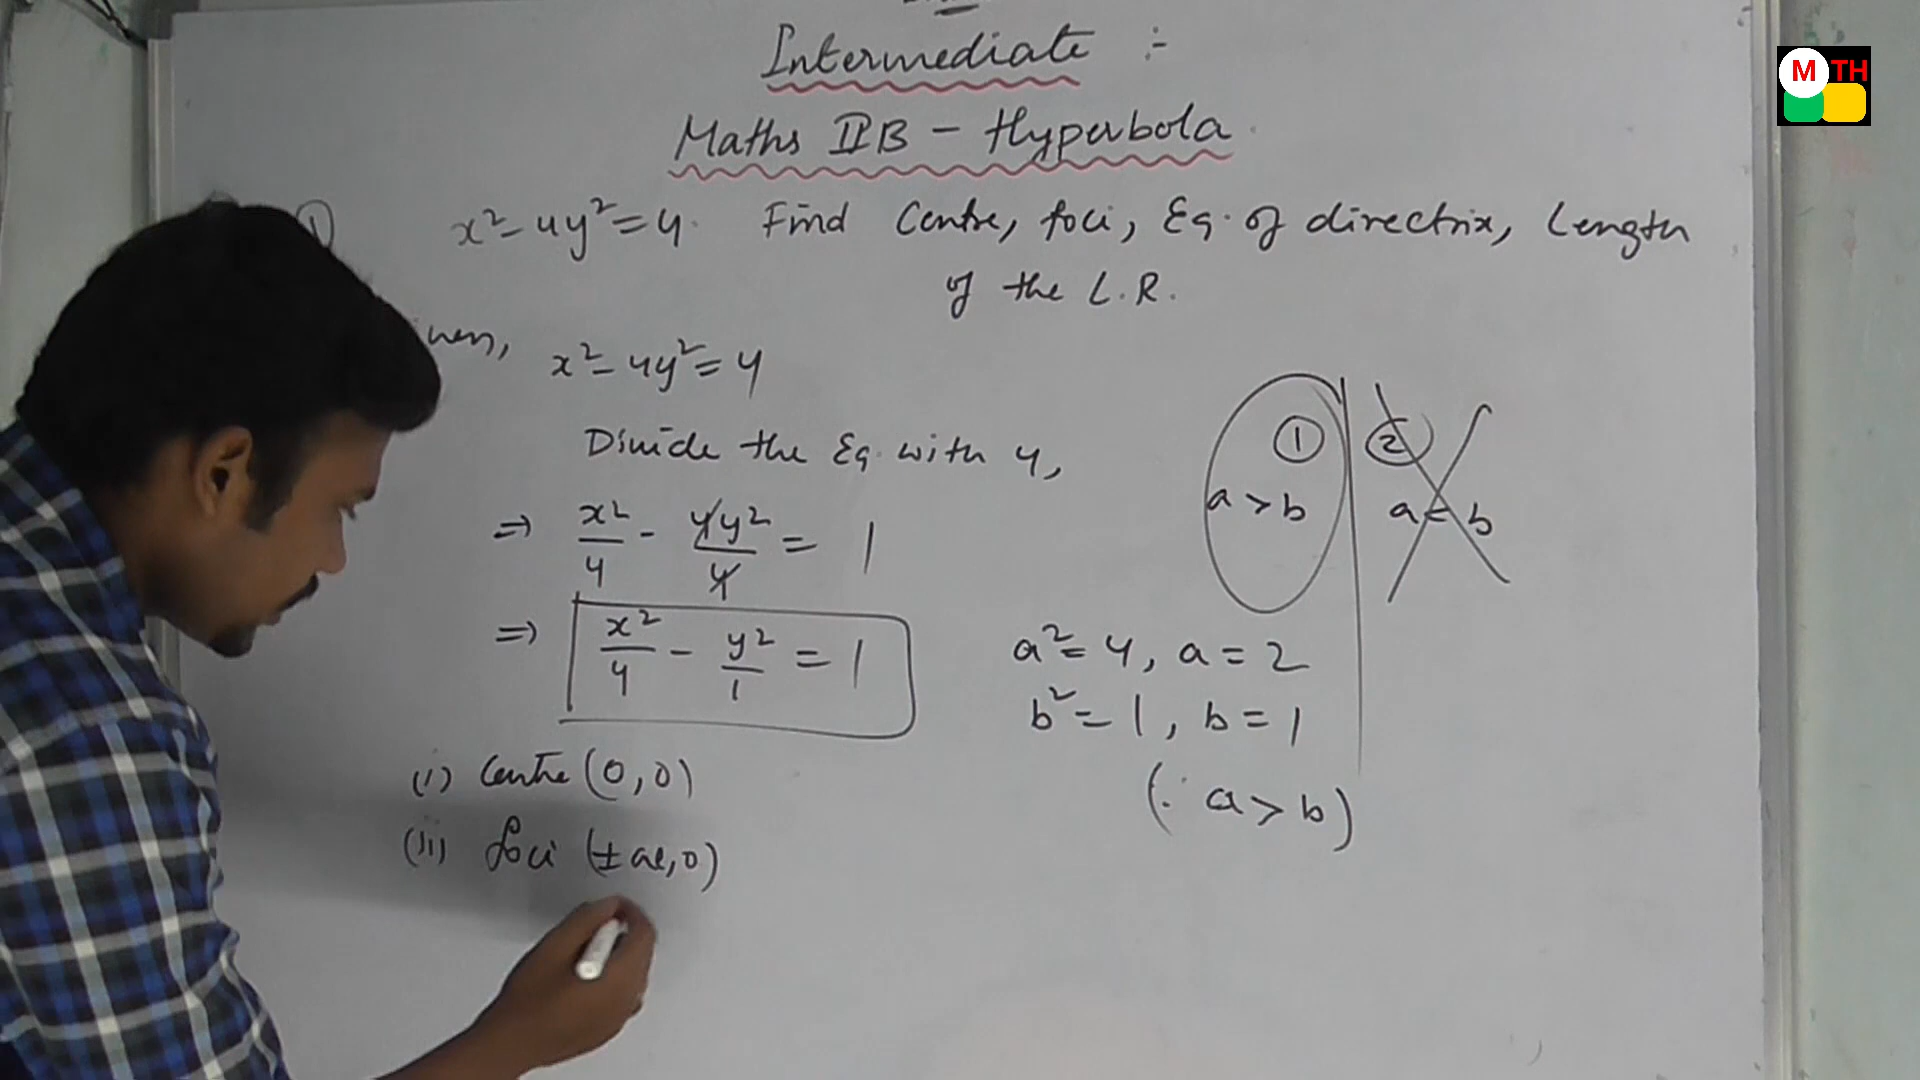 Intermediate :-
M TH
Maths IIB - Hyperbola
① x² - 4y² = 4. Find Centre, foci, Eq. of directrix, Length
of the L.R.
x² - 4y² = 4
Divide the Eq. with 4,
① ②
a > b a < b
⇒ x²/4 - 4y²/4 = 1
⇒ x²/4 - y²/1 = 1
a² = 4, a = 2
b² = 1, b = 1
(i) Centre (0,0)
(∵ a > b)
(ii) foci (± ae, 0)